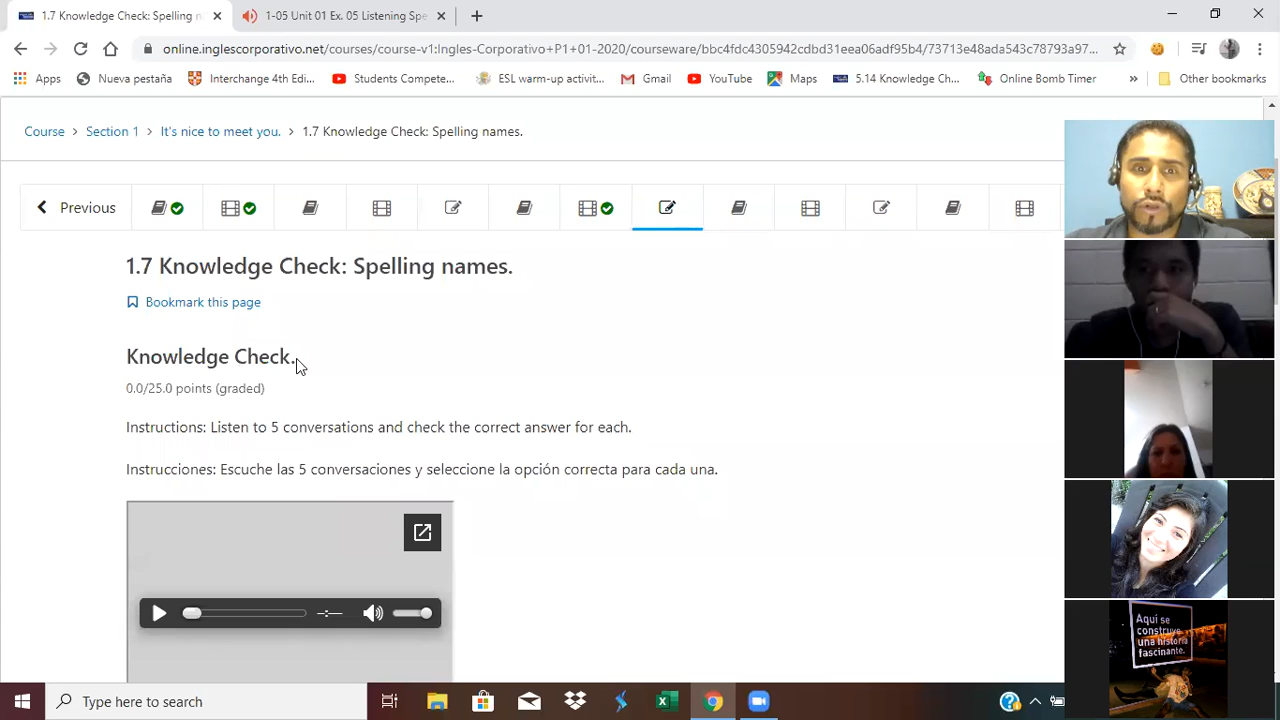 1.7 Knowledge Check: Spelling n
1-05 Unit 01 Ex. 05 Listening Spe
online.inglescorporativo.net/courses/course-v1:Ingles-Corporativo+P1+01-2020/courseware/bbc4fdc4305942cdbd31eea06adf95b4/73713e48ada543c78793a97...
Apps
Nueva pestaña
Interchange 4th Edi...
Students Compete...
ESL warm-up activit...
Gmail
YouTube
Maps
5.14 Knowledge Ch...
Online Bomb Timer
»
Other bookmarks
Course > Section 1 > It's nice to meet you. > 1.7 Knowledge Check: Spelling names.
Previous
1.7 Knowledge Check: Spelling names.
Bookmark this page
Knowledge Check.
0.0/25.0 points (graded)
Instructions: Listen to 5 conversations and check the correct answer for each.
Instrucciones: Escuche las 5 conversaciones y seleccione la opción correcta para cada una.
-:-
Aqui se
construye
una historia
fascinante.
Type here to search